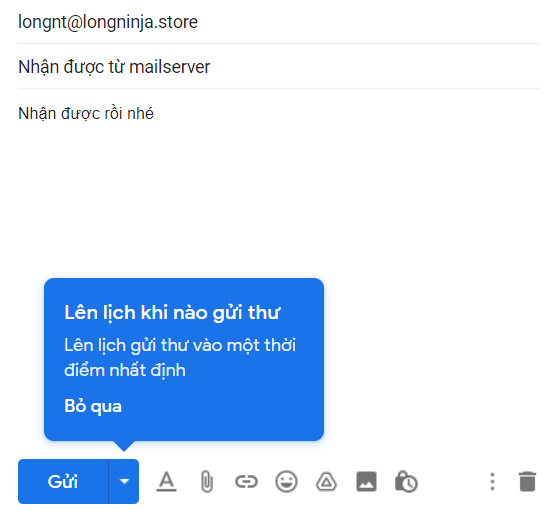 longnt@longninja.store
Nhận được từ mailserver
Nhận được rồi nhé
Lên lịch khi nào gửi thư
Lên lịch gửi thư vào một thời
điểm nhất định
Bỏ qua
Gửi